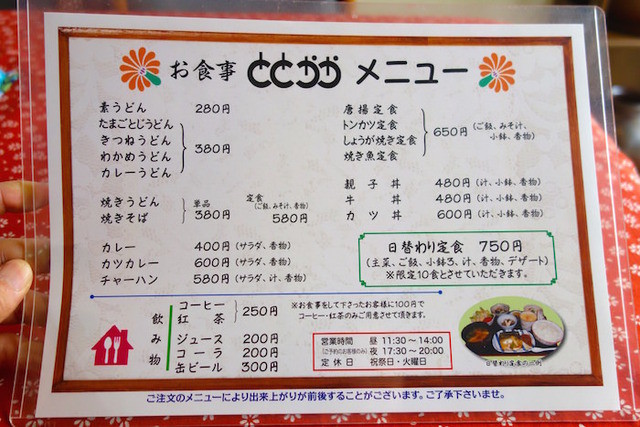 お食事 ととかか メニュー
素うどん 280円
たまごとじうどん
きつねうどん
わかめうどん
カレーうどん
380円
単品 定食
(ご飯、みそ汁、香物)
焼きうどん
焼きそば
380円 580円
カレー 400円(サラダ、香物)
カツカレー 600円(サラダ、香物)
チャーハン 580円(サラダ、汁、香物)
唐揚定食
トンカツ定食
しょうが焼き定食
焼き魚定食
650円(ご飯、みそ汁、
小鉢、香物)
親子丼 480円(汁、小鉢、香物)
牛丼 480円(汁、小鉢、香物)
カツ丼 600円(汁、小鉢、香物)
日替わり定食 750円
(主菜、ご飯、小鉢3、汁、香物、デザート)
※限定10食とさせていただきます。
飲み物
コーヒー
紅茶
250円
ジュース 200円
コーラ 200円
缶ビール 300円
※お食事をして下さったお客様に100円で
コーヒー・紅茶のみご用意させて頂きます。
営業時間 昼 11:30～14:00
(ご予約のお客様のみ) 夜 17:30～20:00
定休日 祝祭日・火曜日
日替わり定食の一例
ご注文のメニューにより出来上がりが前後することがございます。ご了承下さいませ。